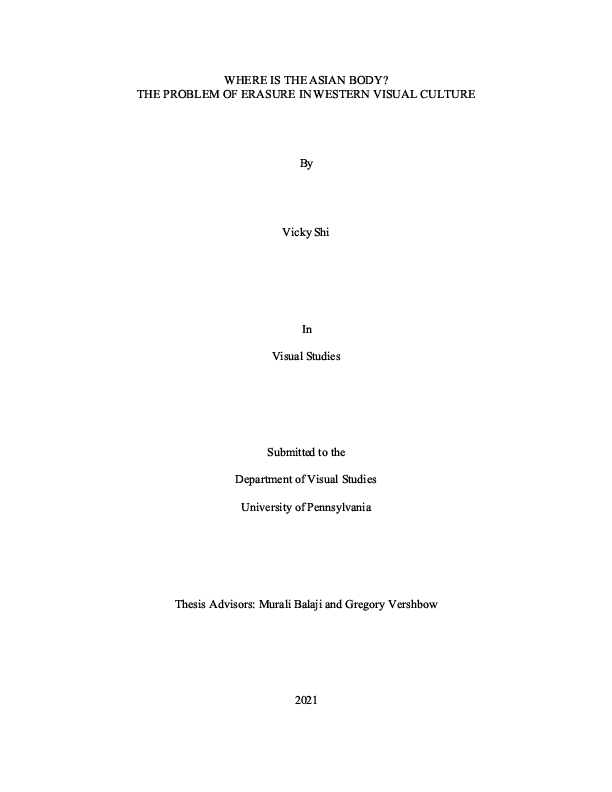 WHERE IS THE ASIAN BODY?
THE PROBLEM OF ERASURE IN WESTERN VISUAL CULTURE
By
Vicky Shi
In
Visual Studies
Submitted to the
Department of Visual Studies
University of Pennsylvania
Thesis Advisors: Murali Balaji and Gregory Vershbow
2021